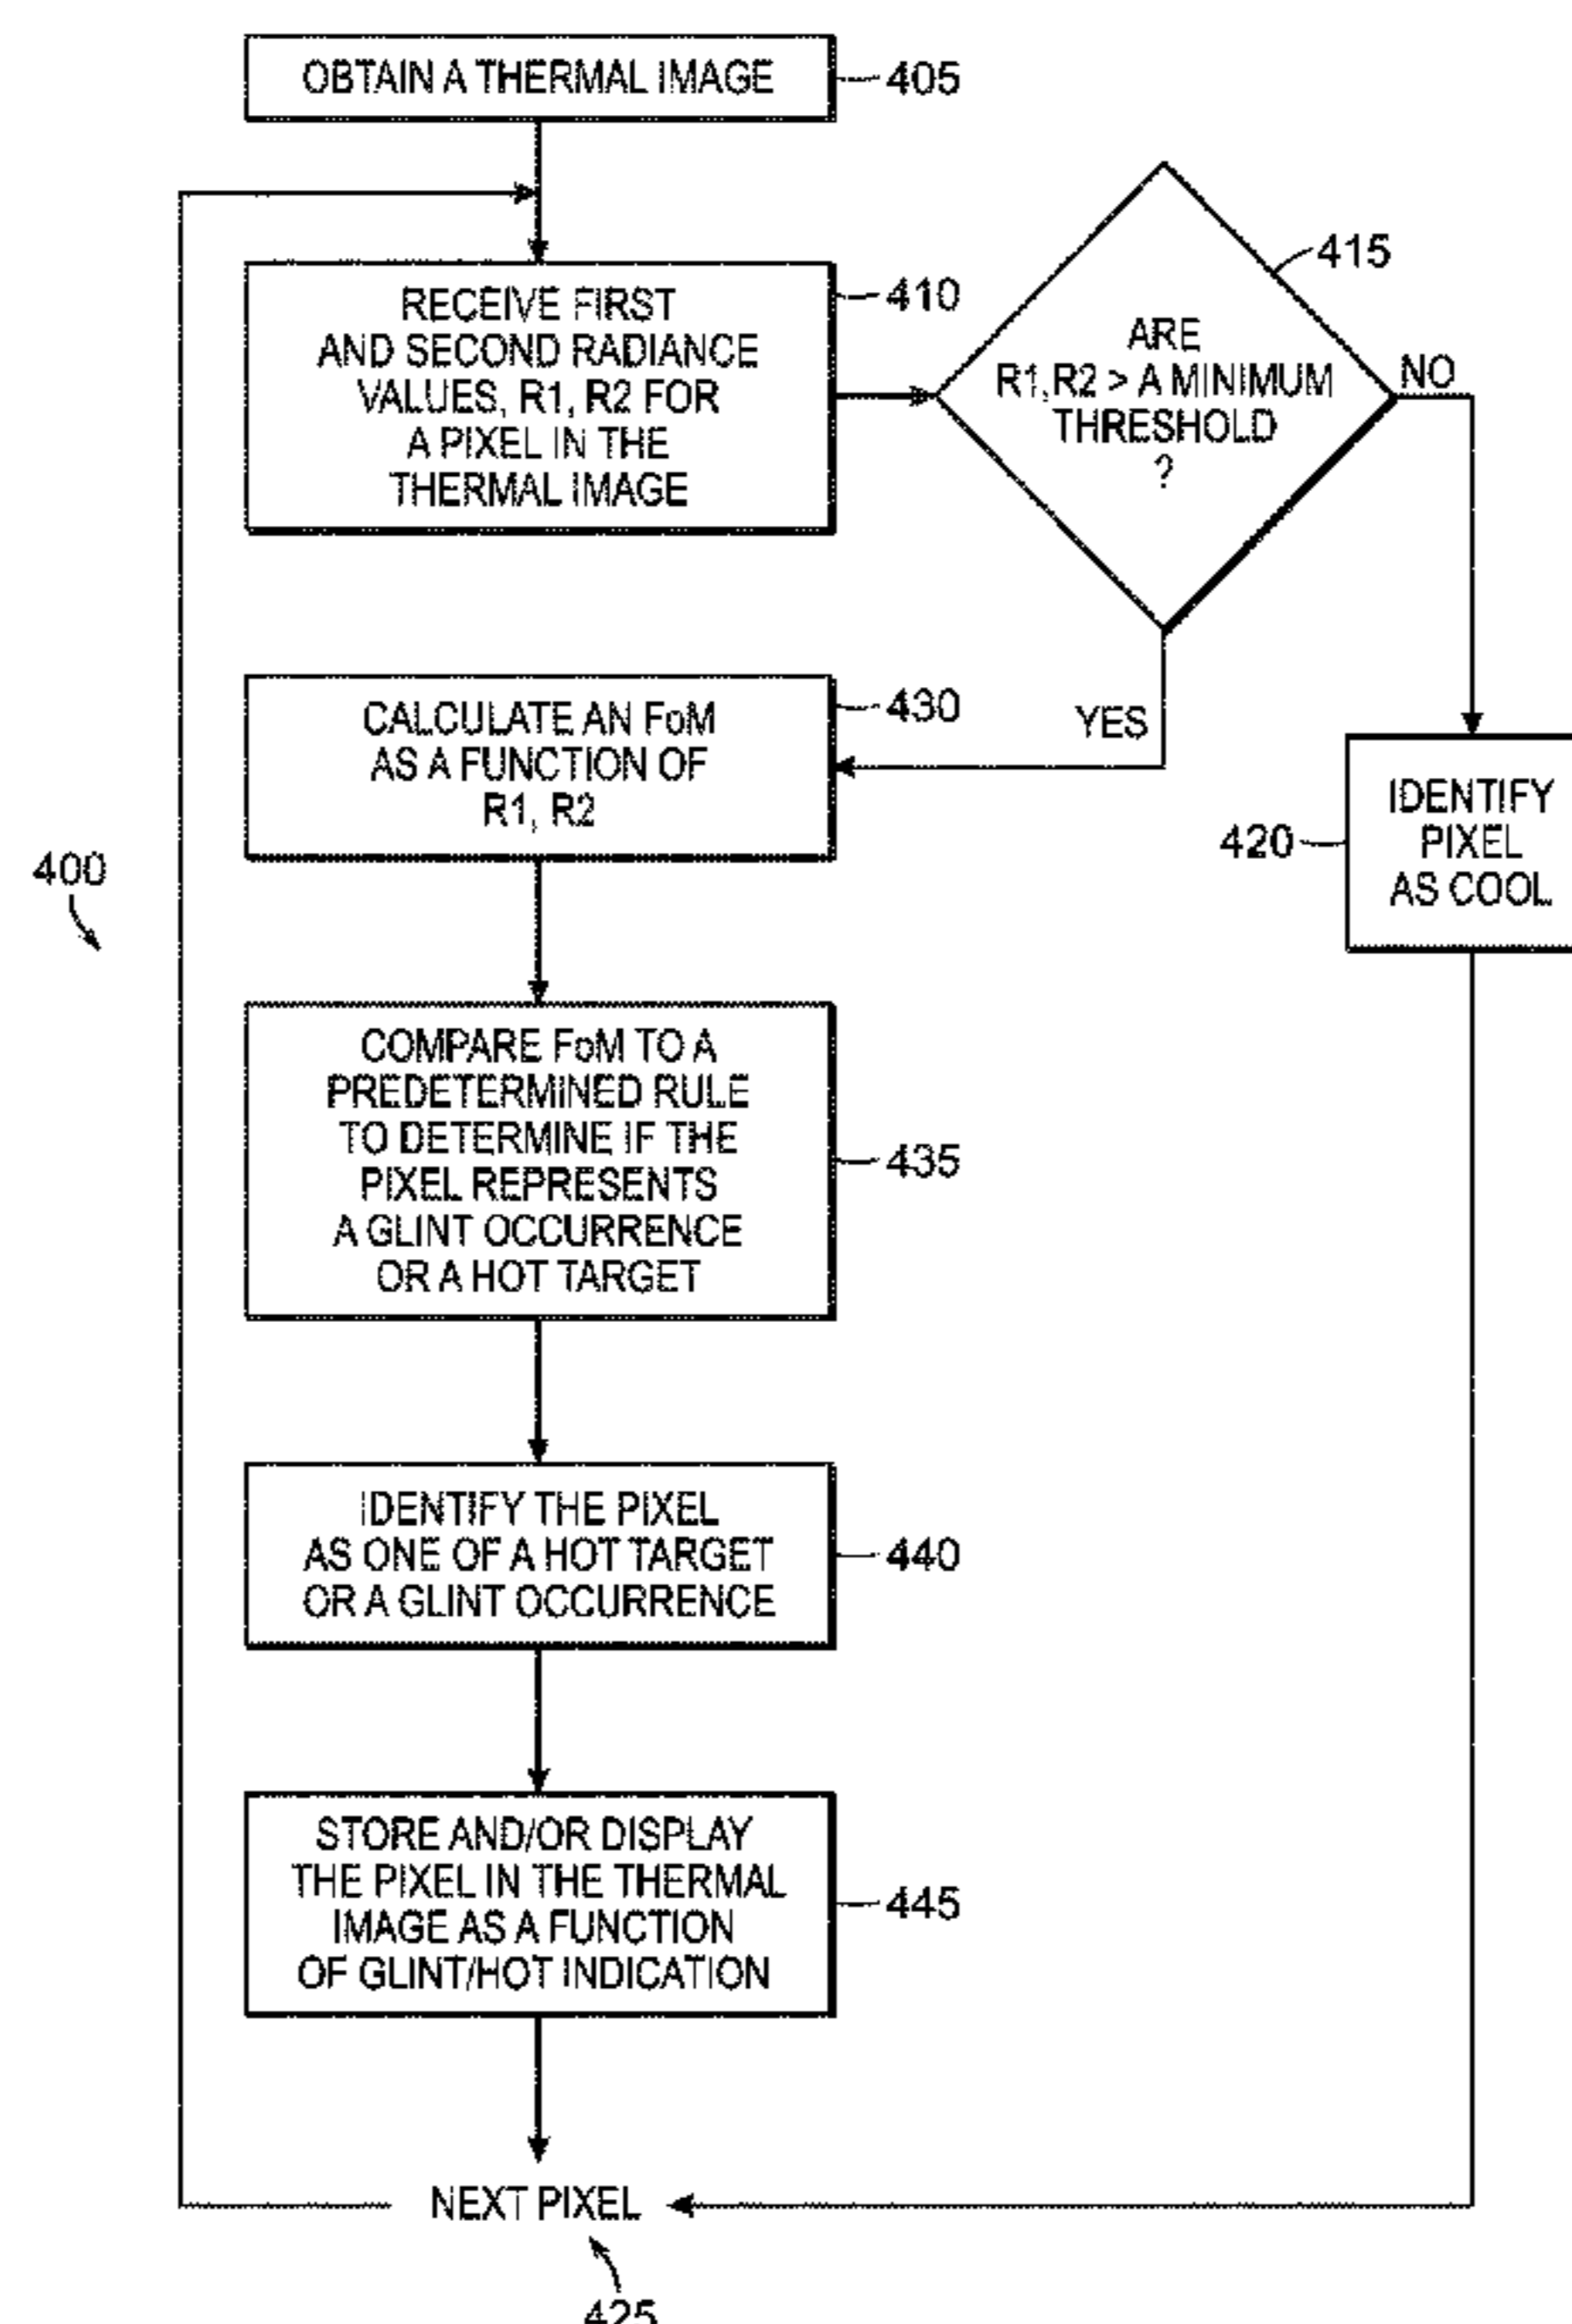 OBTAIN A THERMAL IMAGE
405
RECEIVE FIRST
AND SECOND RADIANCE
VALUES, R1, R2 FOR
A PIXEL IN THE
THERMAL IMAGE
410
415
ARE
R1,R2 > A MINIMUM
THRESHOLD
?
NO
YES
CALCULATE AN FoM
AS A FUNCTION OF
R1, R2
430
IDENTIFY
PIXEL
AS COOL
420
400
COMPARE FoM TO A
PREDETERMINED RULE
TO DETERMINE IF THE
PIXEL REPRESENTS
A GLINT OCCURRENCE
OR A HOT TARGET
435
IDENTIFY THE PIXEL
AS ONE OF A HOT TARGET
OR A GLINT OCCURRENCE
440
STORE AND/OR DISPLAY
THE PIXEL IN THE THERMAL
IMAGE AS A FUNCTION
OF GLINT/HOT INDICATION
445
NEXT PIXEL
425